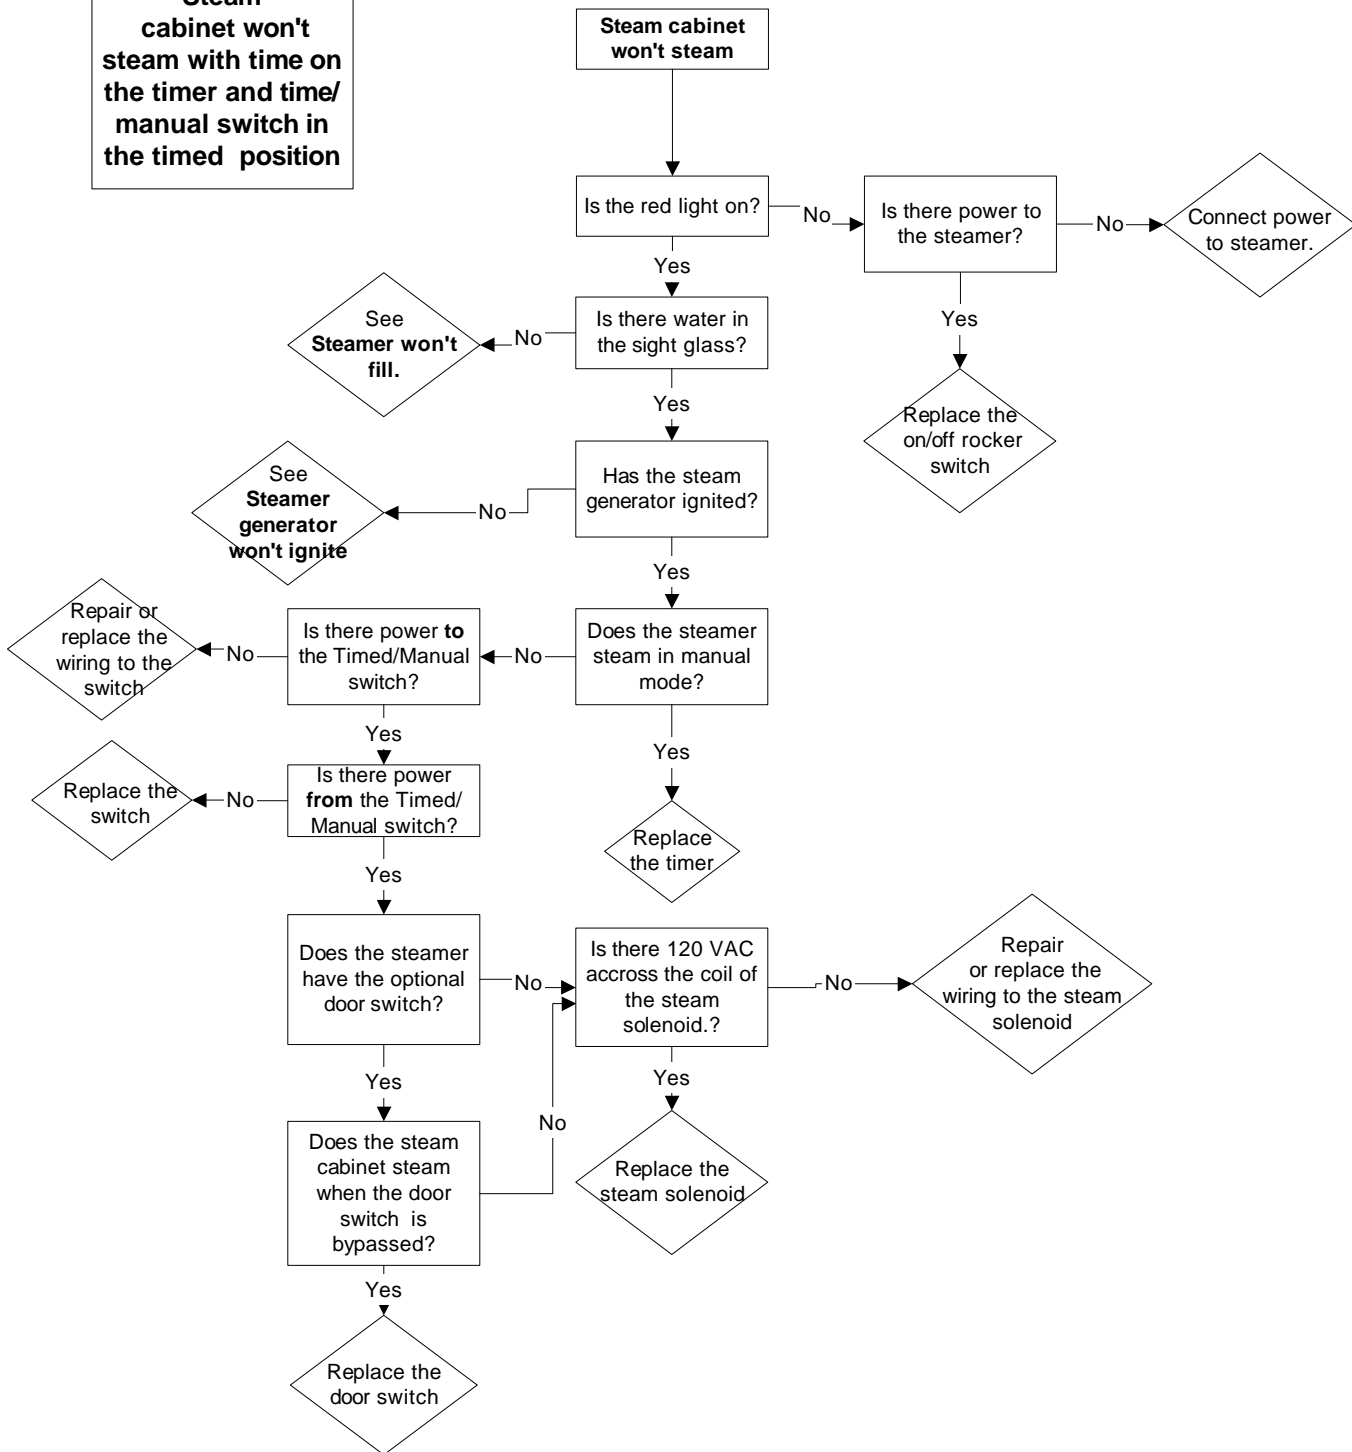 Steam
cabinet won't
steam with time on
the timer and time/
manual switch in
the timed  position
Steam cabinet
won't steam
Is the red light on?
No
Is there power to
the steamer?
No
Connect power
to steamer.
Yes
Yes
See
Steamer won't
fill.
No
Is there water in
the sight glass?
Yes
Replace the
on/off rocker
switch
See
Steamer
generator
won't ignite
No
Has the steam
generator ignited?
Yes
Repair or
replace the
wiring to the
switch
No
Is there power to
the Timed/Manual
switch?
No
Does the steamer
steam in manual
mode?
Yes
Yes
Replace the
switch
No
Is there power
from the Timed/
Manual switch?
Replace
the timer
Yes
Does the steamer
have the optional
door switch?
No
Is there 120 VAC
accross the coil of
the steam
solenoid.?
No
Repair
or replace the
wiring to the steam
solenoid
Yes
Yes
No
Does the steam
cabinet steam
when the door
switch  is
bypassed?
Replace the
steam solenoid
Yes
Replace the
door switch